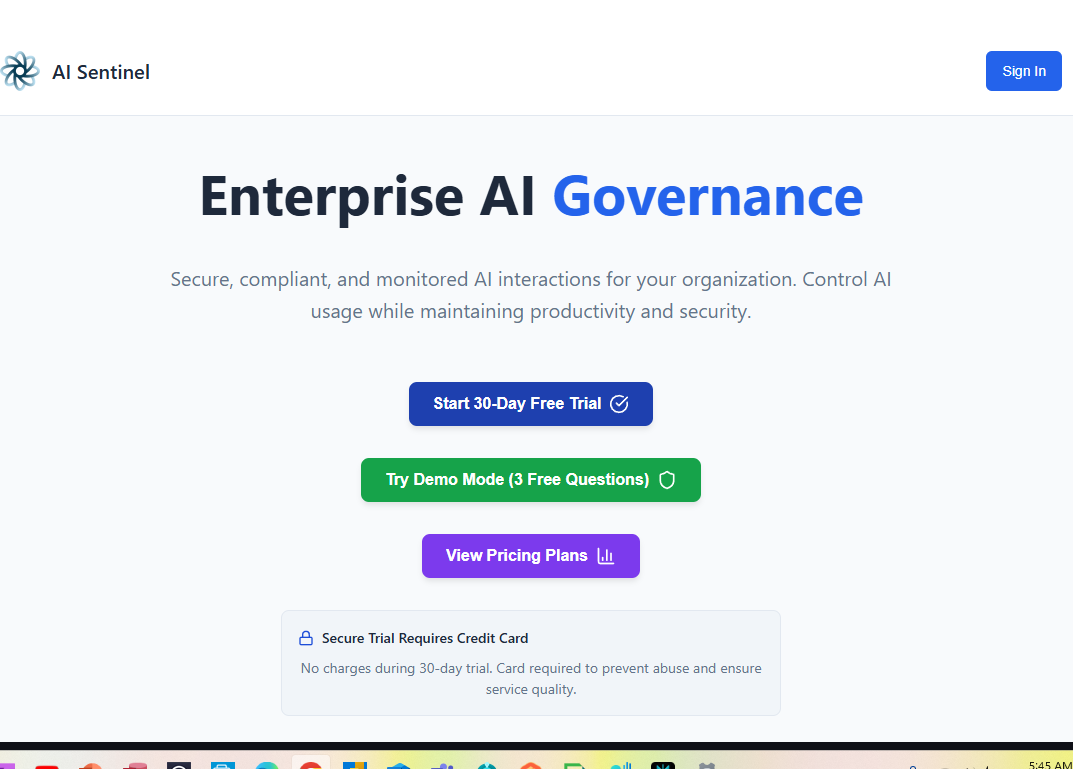 AI Sentinel
Sign In
Enterprise AI Governance
Secure, compliant, and monitored AI interactions for your organization. Control AI
usage while maintaining productivity and security.
Start 30-Day Free Trial
Try Demo Mode (3 Free Questions)
View Pricing Plans
Secure Trial Requires Credit Card
No charges during 30-day trial. Card required to prevent abuse and ensure
service quality.
5:45 AM